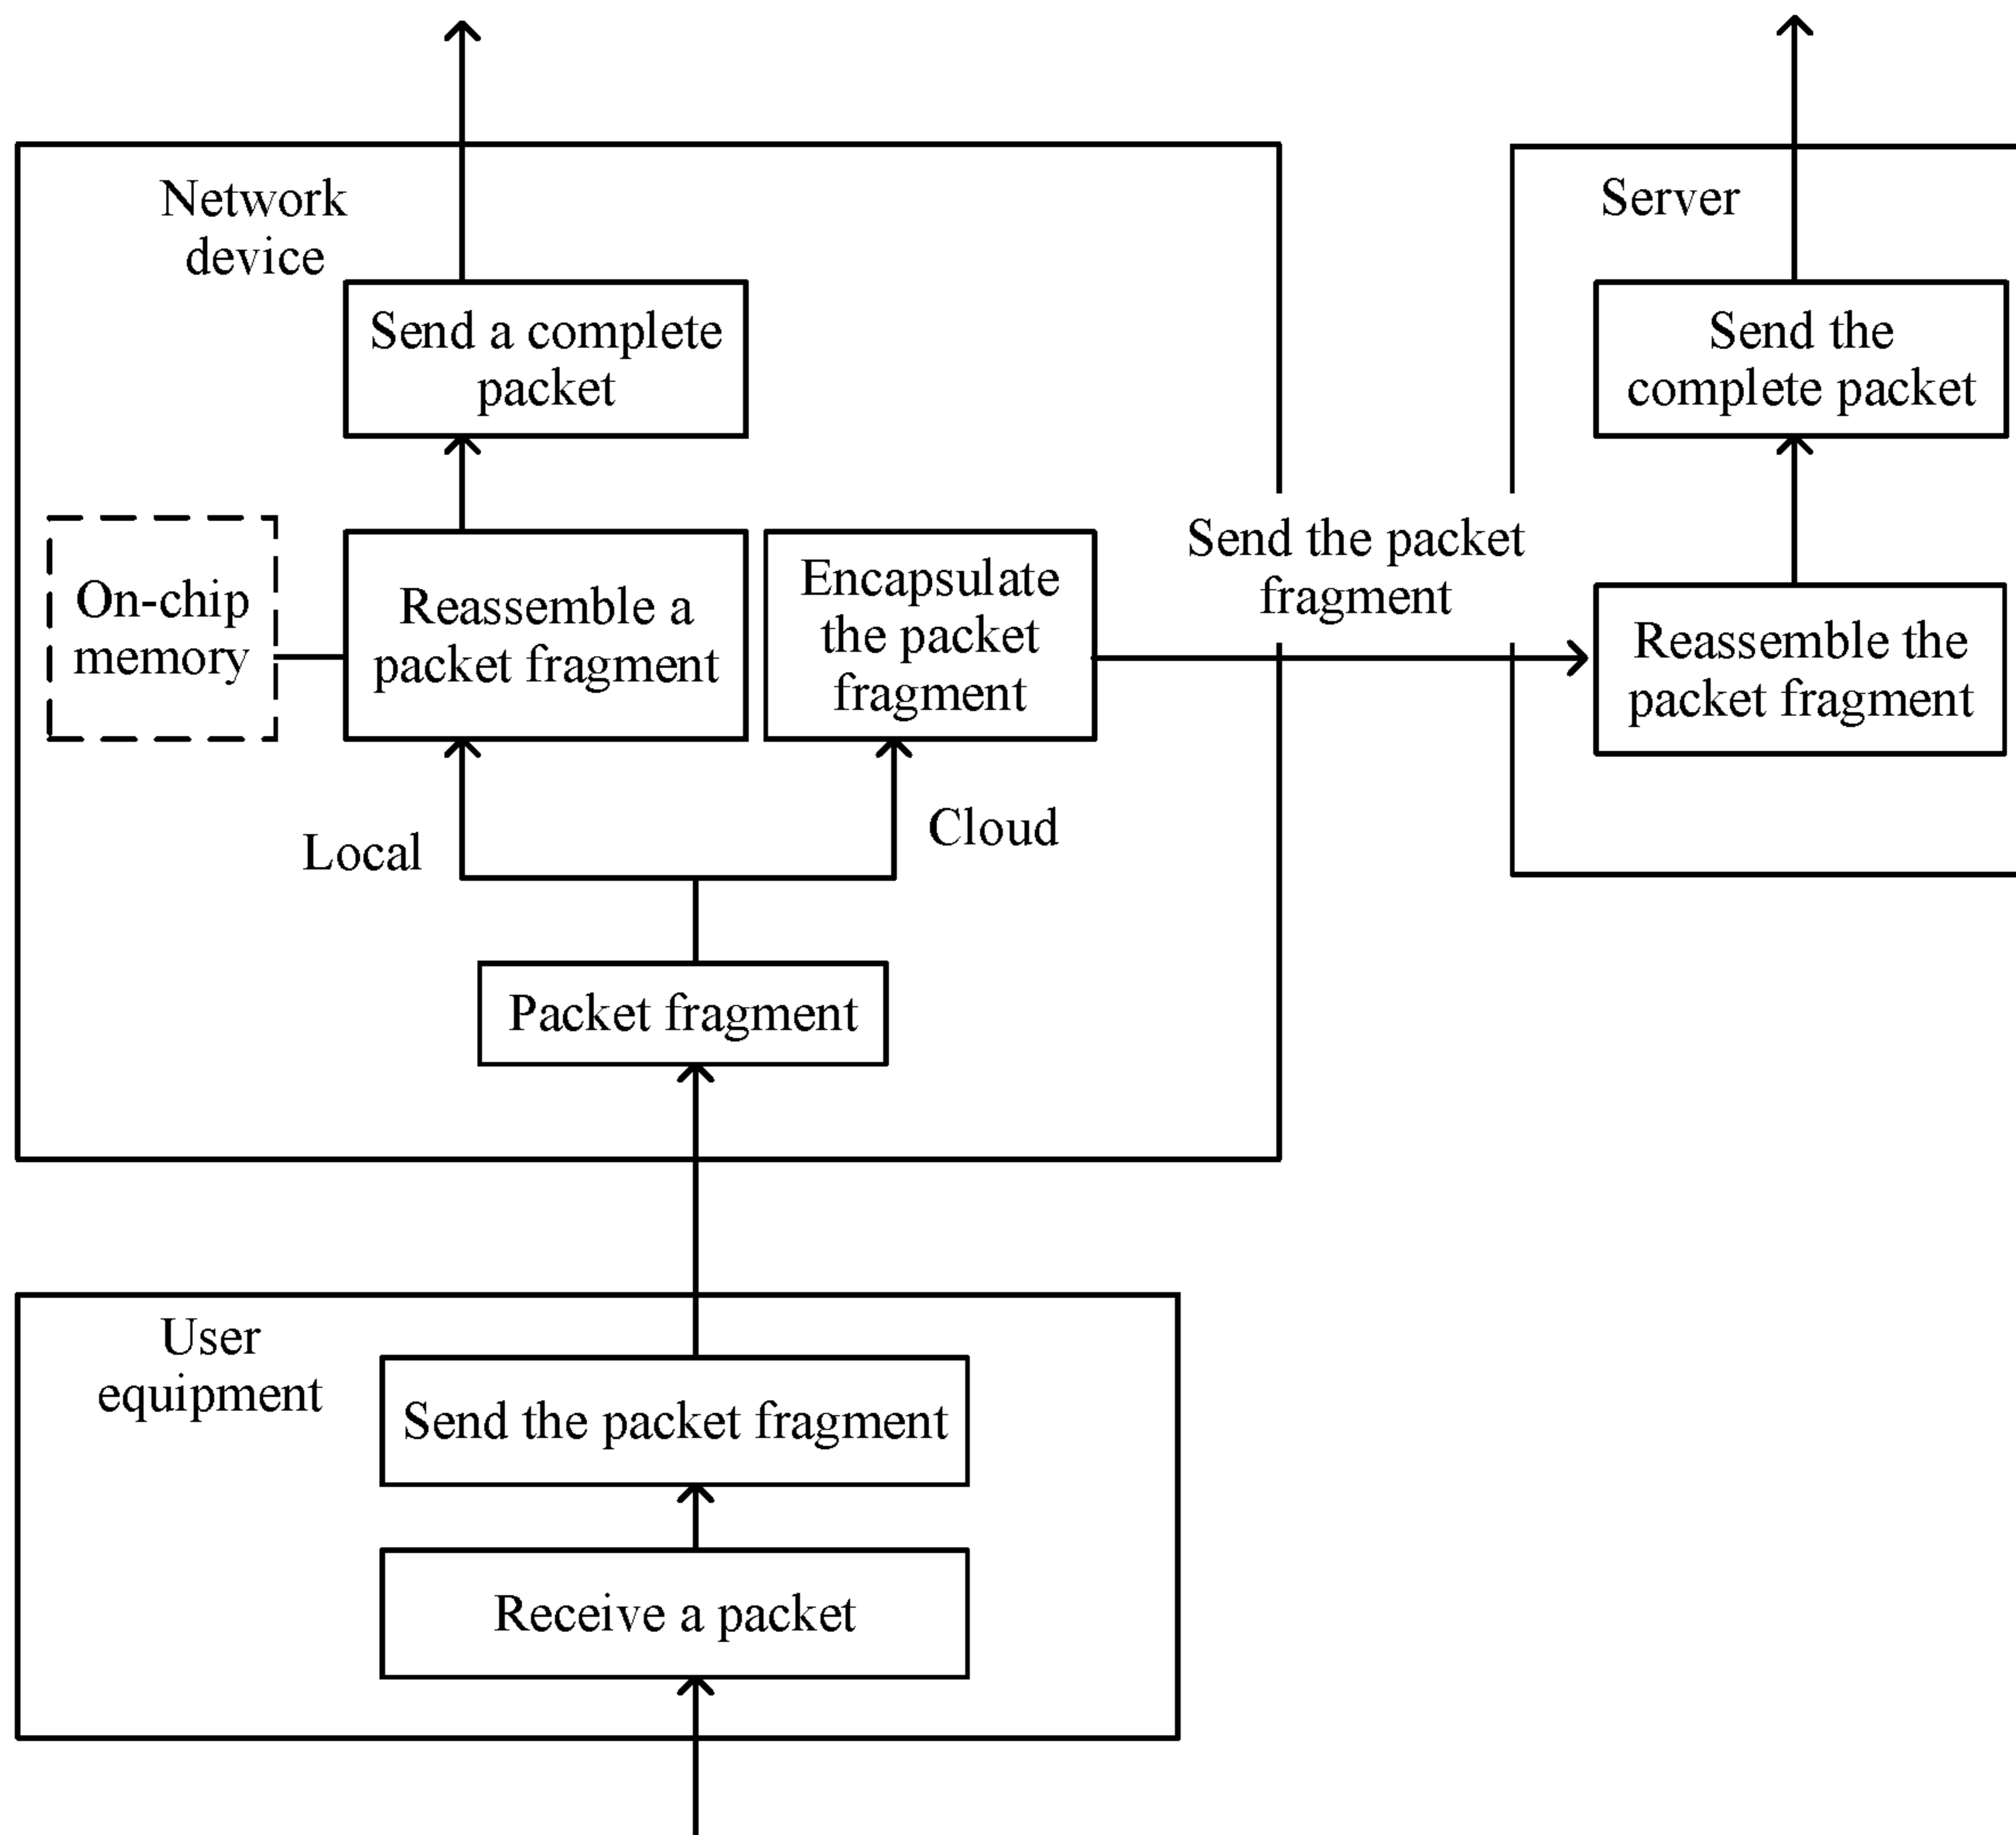 Network
device
Send a complete
packet
On-chip
memory
Reassemble a
packet fragment
Encapsulate
the packet
fragment
Local
Cloud
Packet fragment
Send the packet
fragment
Server
Send the
complete packet
Reassemble the
packet fragment
User
equipment
Send the packet fragment
Receive a packet